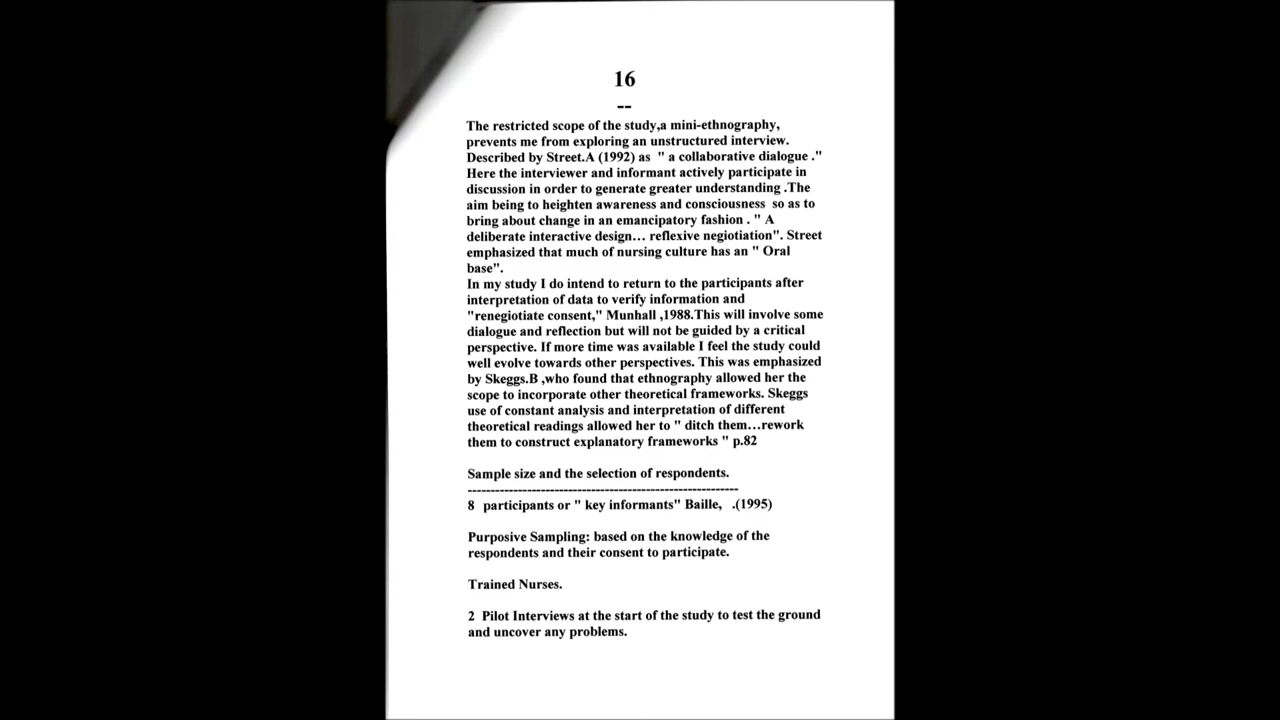 16
--
The restricted scope of the study,a mini-ethnography,
prevents me from exploring an unstructured interview.
Described by Street.A (1992) as " a collaborative dialogue ."
Here the interviewer and informant actively participate in
discussion in order to generate greater understanding .The
aim being to heighten awareness and consciousness so as to
bring about change in an emancipatory fashion . " A
deliberate interactive design... reflexive negiotiation". Street
emphasized that much of nursing culture has an " Oral
base".
In my study I do intend to return to the participants after
interpretation of data to verify information and
"renegiotiate consent," Munhall ,1988.This will involve some
dialogue and reflection but will not be guided by a critical
perspective. If more time was available I feel the study could
well evolve towards other perspectives. This was emphasized
by Skeggs.B ,who found that ethnography allowed her the
scope to incorporate other theoretical frameworks. Skeggs
use of constant analysis and interpretation of different
theoretical readings allowed her to " ditch them...rework
them to construct explanatory frameworks " p.82
Sample size and the selection of respondents.
----------------------------------------------------------
8 participants or " key informants" Baille, .(1995)
Purposive Sampling: based on the knowledge of the
respondents and their consent to participate.
Trained Nurses.
2 Pilot Interviews at the start of the study to test the ground
and uncover any problems.